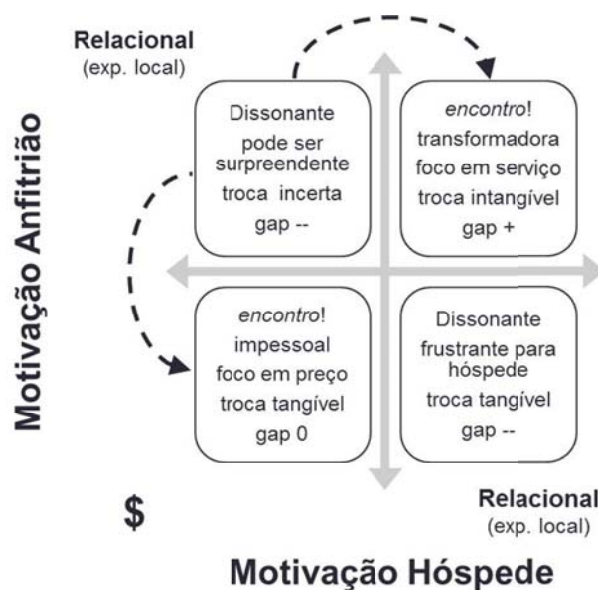 Relacional
(exp. local)
Motivação Anfitrião
Dissonante
pode ser
surpreendente
troca incerta
gap --
encontro!
transformadora
foco em serviço
troca intangível
gap +
encontro!
impessoal
foco em preço
troca tangível
gap 0
Dissonante
frustrante para
hóspede
troca tangível
gap --
$
Relacional
(exp. local)
Motivação Hóspede